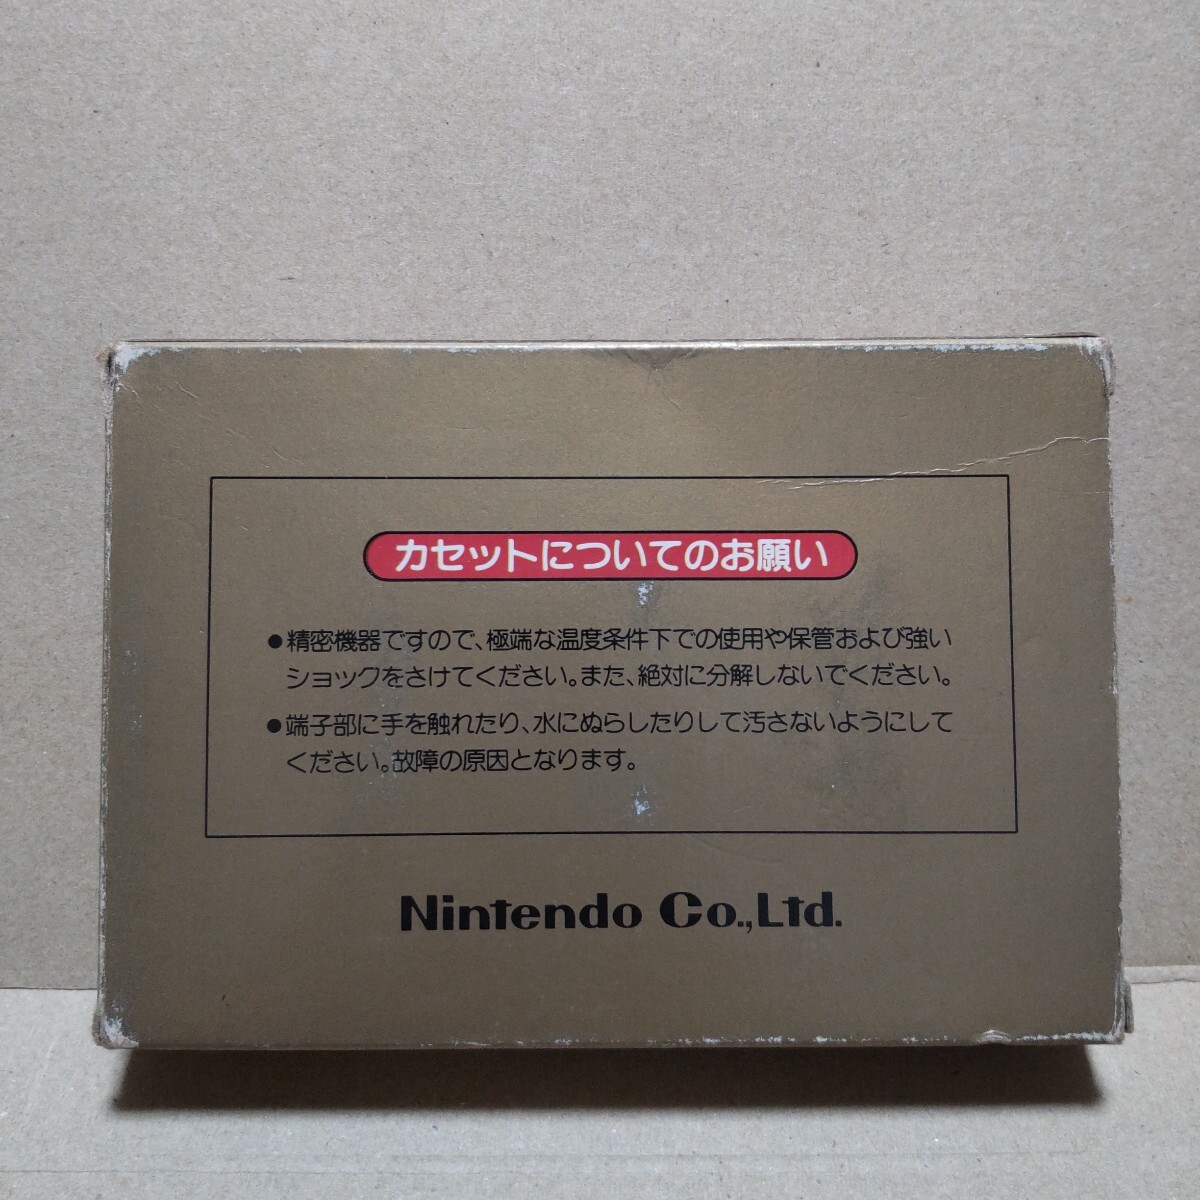 カセットについてのお願い
●精密機器ですので、極端な温度条件下での使用や保管および強い
ショックをさけてください。また、絶対に分解しないでください。
●端子部に手を触れたり、水にぬらしたりして汚さないようにして
ください。故障の原因となります。
Nintendo Co.,Ltd.